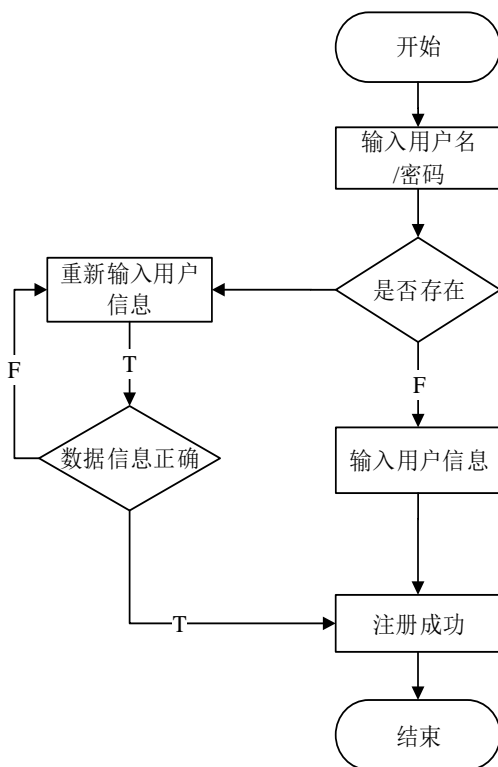 开始
输入用户名
/密码
重新输入用户
信息
是否存在
T
F
F
数据信息正确
输入用户信息
T
注册成功
结束